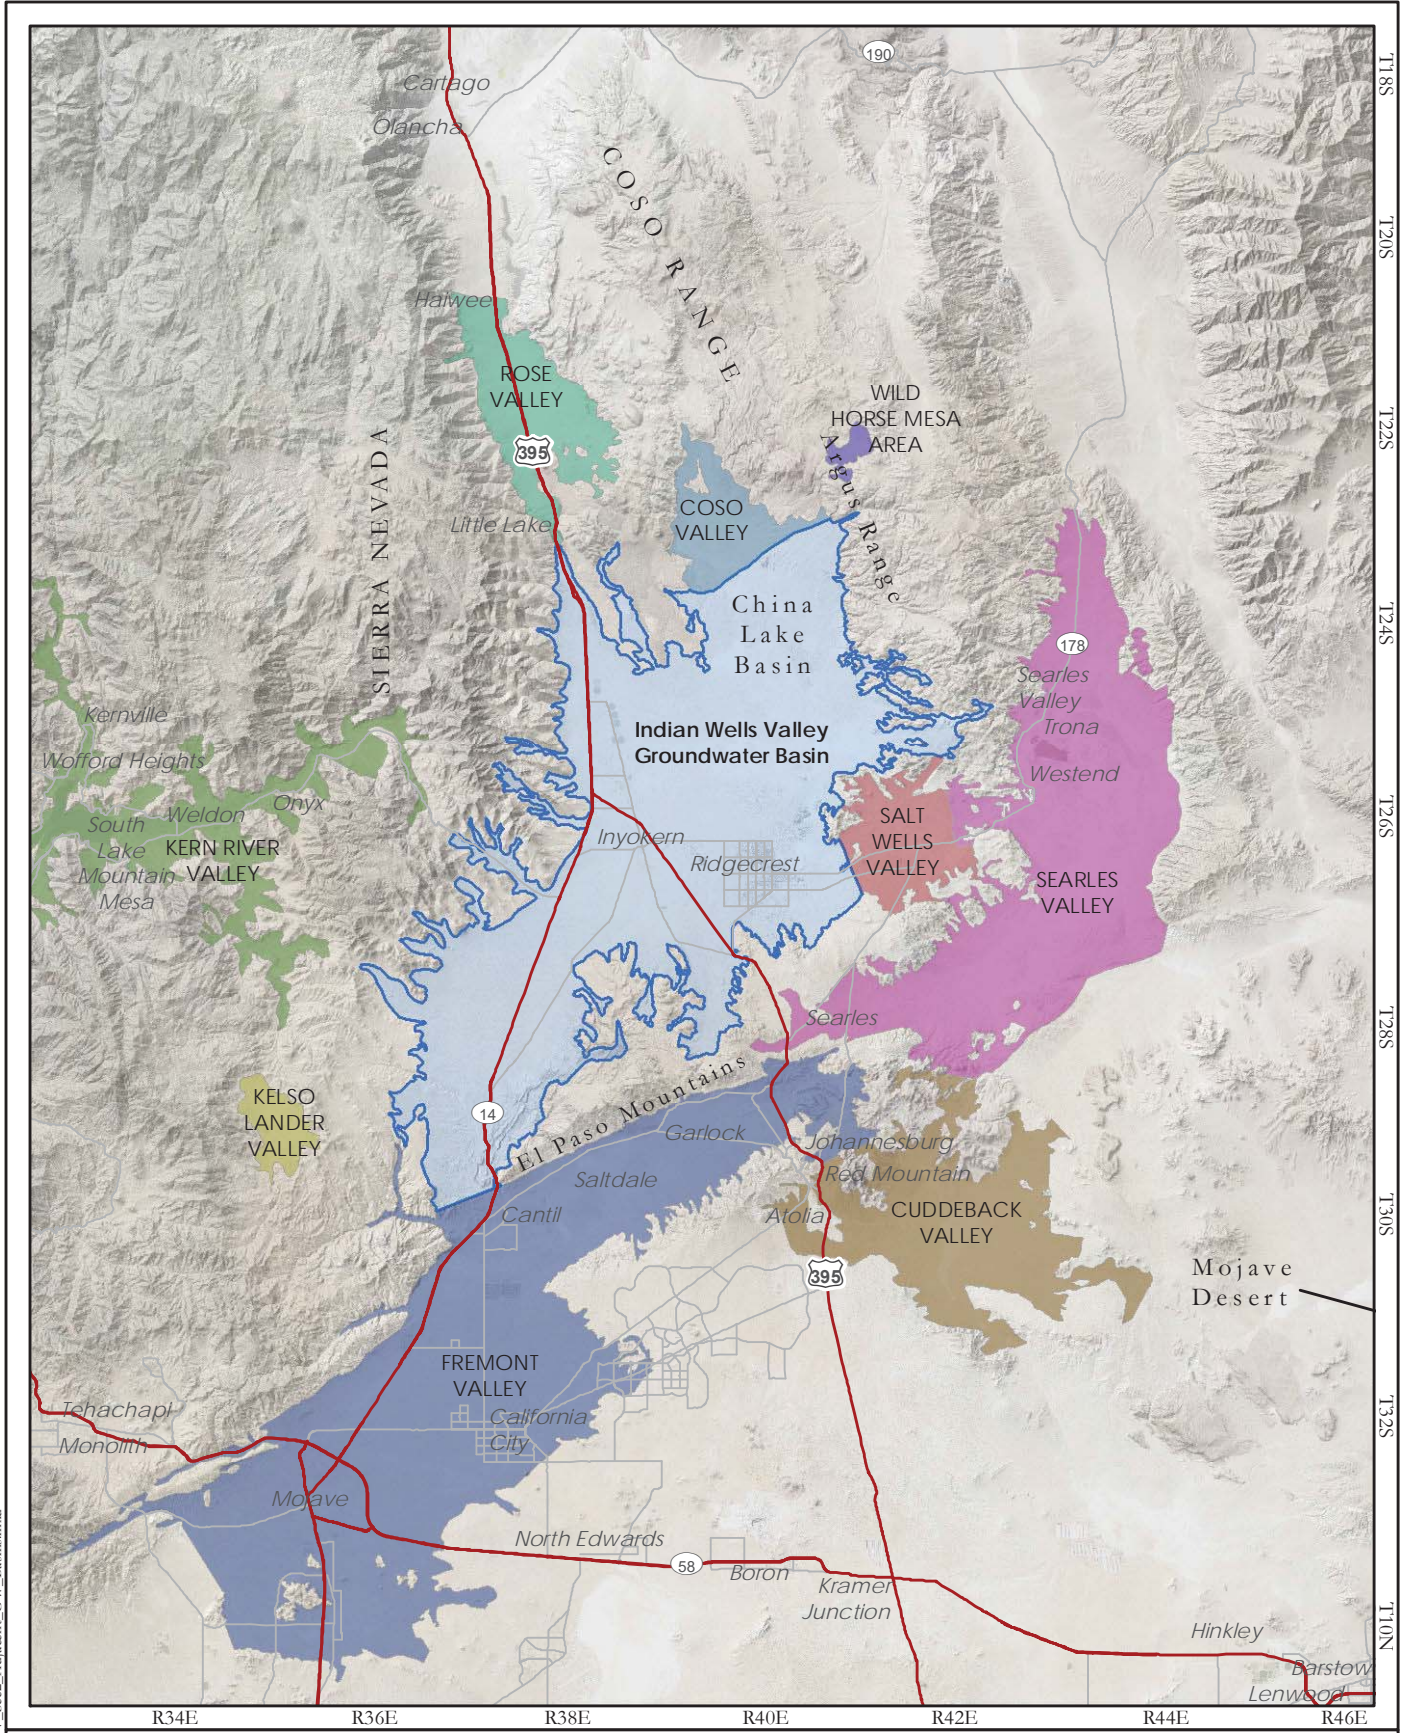 190
T18S
Cartago
Olancha
COSO RANGE
T20S
Haiwee
ROSE
VALLEY
WILD
HORSE MESA
AREA
T22S
395
Argus Range
SIERRA NEVADA
COSO
VALLEY
Little Lake
China
Lake
Basin
T24S
178
Searles
Valley
Trona
Kernville
Indian Wells Valley
Groundwater Basin
Wofford Heights
Westend
Onyx
Weldon
South
Lake
Mountain
Mesa
KERN RIVER
VALLEY
Inyokern
Ridgecrest
SALT
WELLS
VALLEY
T26S
SEARLES
VALLEY
Searles
T28S
El Paso Mountains
KELSO
LANDER
VALLEY
14
Garlock
Johannesburg
Saltdale
Red Mountain
Cantil
Atolia
CUDDEBACK
VALLEY
T30S
395
Mojave
Desert
FREMONT
VALLEY
Tehachapi
Monolith
California
City
T32S
Mojave
North Edwards
58
Boron
Kramer
Junction
T10N
Hinkley
Barstow
Lenwood
R34E
R36E
R38E
R40E
R42E
R44E
R46E